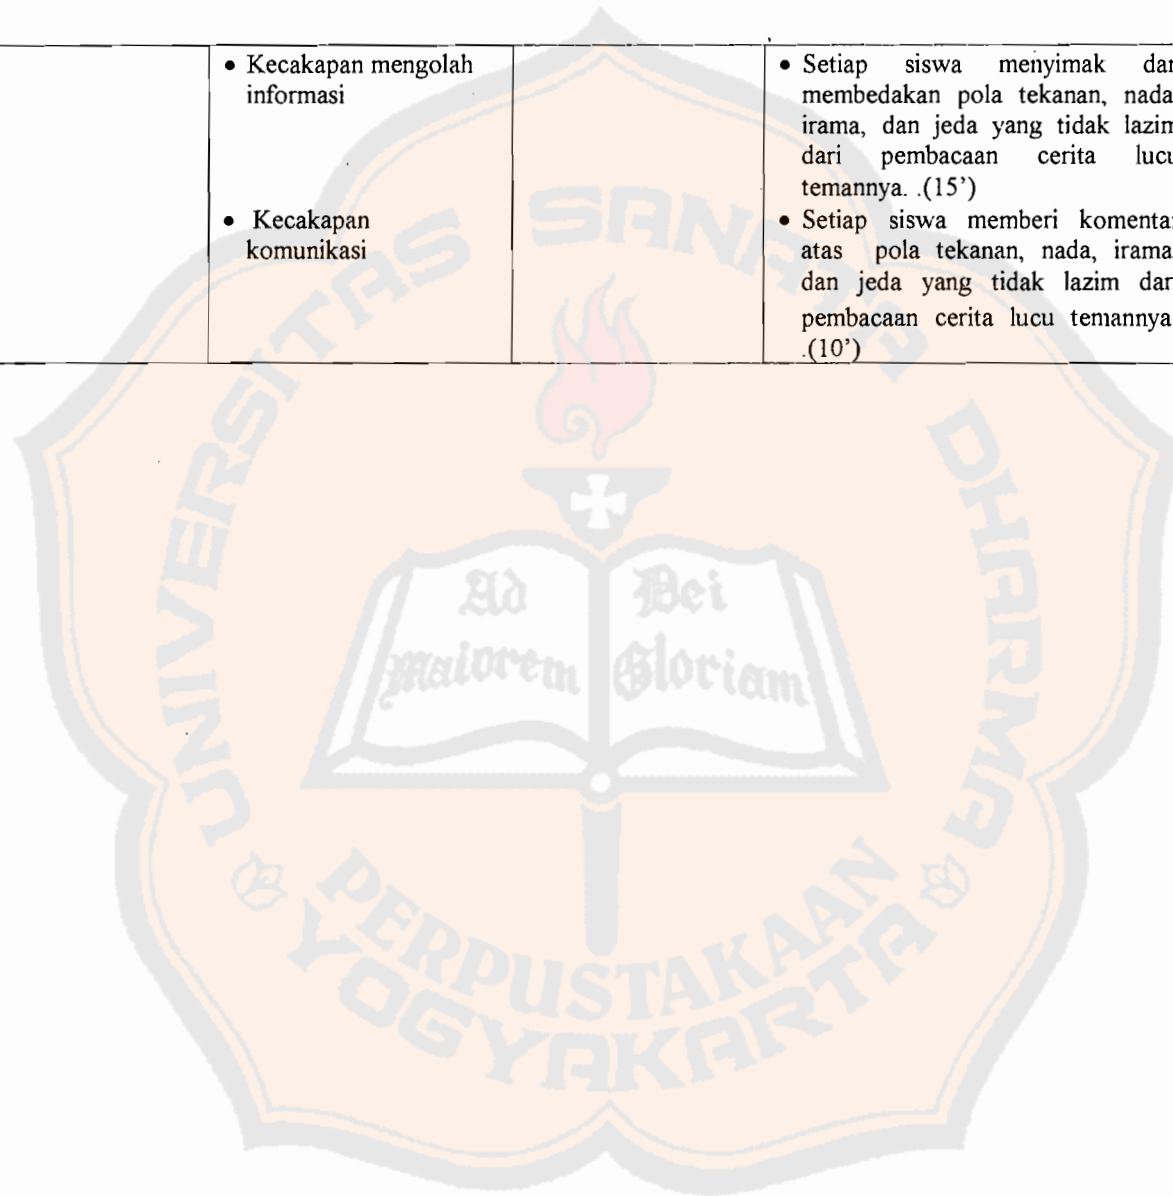 • Kecakapan mengolah
informasi
• Kecakapan
komunikasi
• Setiap siswa menyimak dan
membedakan pola tekanan, nada
irama, dan jeda yang tidak lazim
dari pembacaan cerita lucu
temannya. .(15’)
• Setiap siswa memberi komentar
atas pola tekanan, nada, irama,
dan jeda yang tidak lazim dari
pembacaan cerita lucu temannya
.(10’)
UNIVERSITAS SANATA DHARMA
Ad Dei
maiorem Gloriam
PERPUSTAKAAN
YOGYAKARTA